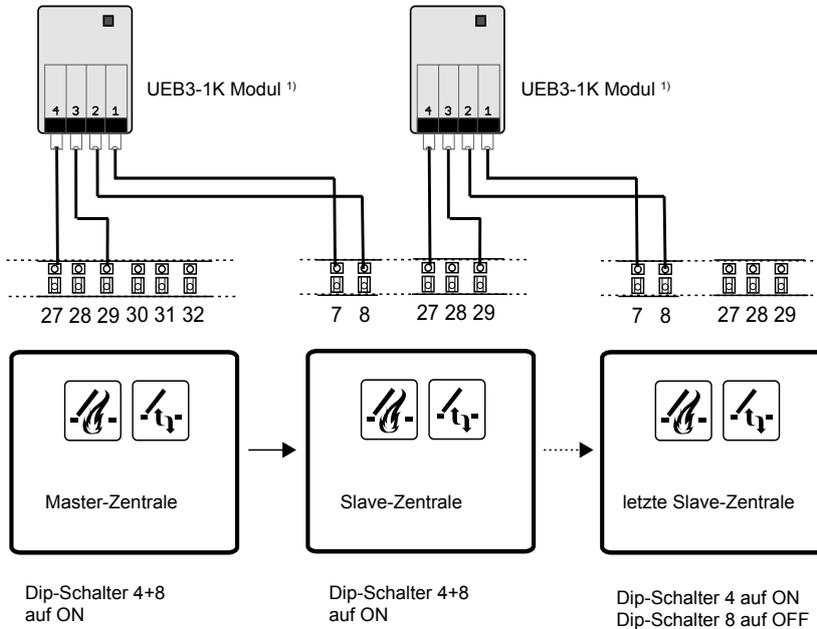 4 3 2 1
UEB3-1K Modul 1)
4 3 2 1
UEB3-1K Modul 1)
27 28 29 30 31 32
7 8
27 28 29
7 8
27 28 29
Master-Zentrale
Slave-Zentrale
letzte Slave-Zentrale
Dip-Schalter 4+8
auf ON
Dip-Schalter 4+8
auf ON
Dip-Schalter 4 auf ON
Dip-Schalter 8 auf OFF